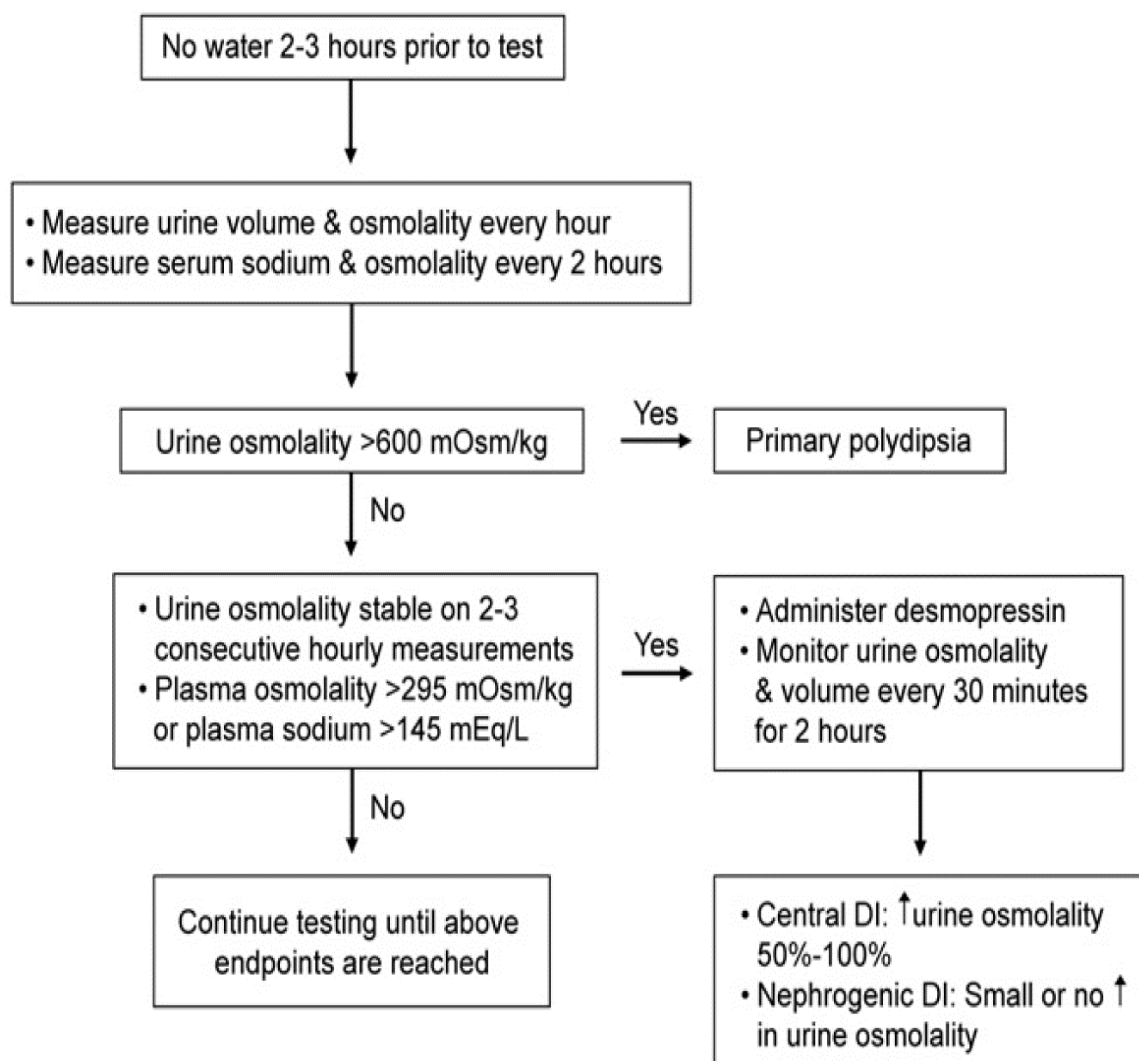 No water 2-3 hours prior to test
• Measure urine volume & osmolality every hour
• Measure serum sodium & osmolality every 2 hours
Urine osmolality >600 mOsm/kg
Yes
Primary polydipsia
No
• Urine osmolality stable on 2-3
consecutive hourly measurements
• Plasma osmolality >295 mOsm/kg
or plasma sodium >145 mEq/L
Yes
• Administer desmopressin
• Monitor urine osmolality
& volume every 30 minutes
for 2 hours
No
Continue testing until above
endpoints are reached
• Central DI: ↑urine osmolality
50%-100%
• Nephrogenic DI: Small or no ↑
in urine osmolality